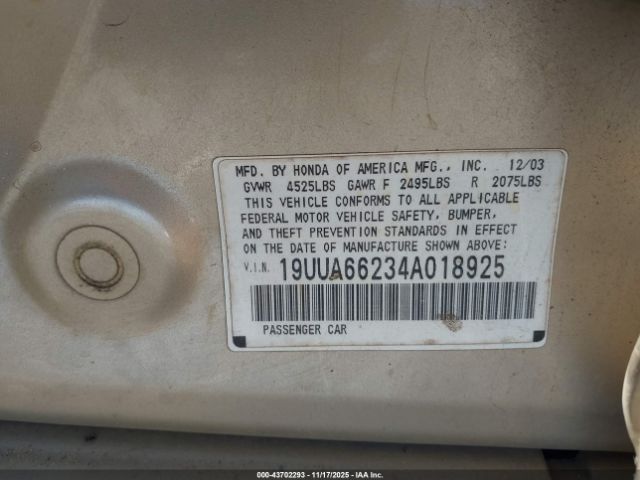 MFD. BY HONDA OF AMERICA MFG., INC. 12/03
GVWR 4525LBS GAWR F 2495LBS R 2075LBS
THIS VEHICLE CONFORMS TO ALL APPLICABLE
FEDERAL MOTOR VEHICLE SAFETY, BUMPER,
AND THEFT PREVENTION STANDARDS IN EFFECT
ON THE DATE OF MANUFACTURE SHOWN ABOVE:
V.I.N. 19UUA66234A018925
PASSENGER CAR
000-43702293 - 11/17/2025 - IAA Inc.